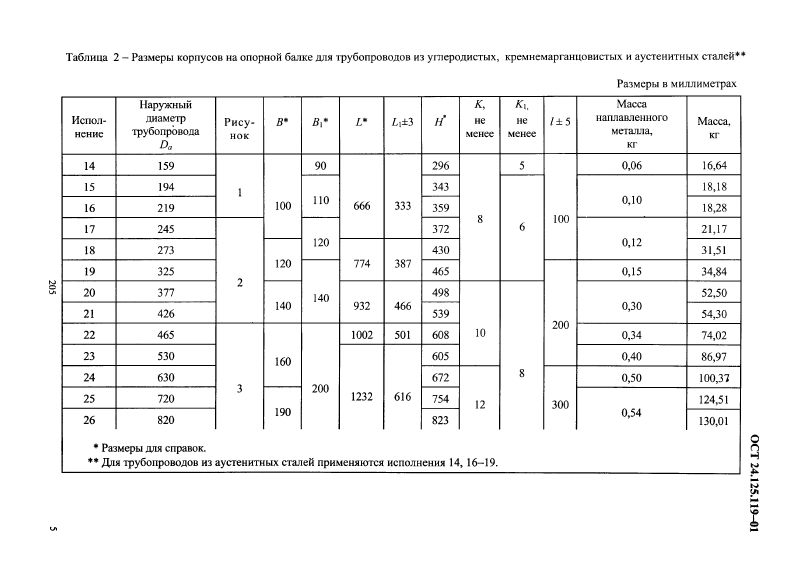 Таблица 2 – Размеры корпусов на опорной балке для трубопроводов из углеродистых, кремнемарганцовистых и аустенитных сталей**
Размеры в миллиметрах
Испол-
нение
Наружный
диаметр
трубопровода
Dа
Рису-
нок
B*
B1*
L*
L1±3
H*
K,
не
менее
K1,
не
менее
l ± 5
Масса
наплавленного
металла,
кг
Масса,
кг
14 159 1 100 90 666 333 296 8 5 100 0,06 16,64
15 194 110 343 6 0,10 18,18
16 219 359 18,28
17 245 2 120 372 0,12 21,17
18 273 120 774 387 430 31,51
19 325 140 465 200 0,15 34,84
20 377 140 932 466 498 10 8 0,30 52,50
21 426 539 54,30
22 465 3 160 200 1002 501 608 0,34 74,02
23 530 1232 616 605 0,40 86,97
24 630 672 12 300 0,50 100,37
25 720 190 754 0,54 124,51
26 820 823 130,01
* Размеры для справок.
** Для трубопроводов из аустенитных сталей применяются исполнения 14, 16–19.
205
5
ОСТ 24.125.119–01